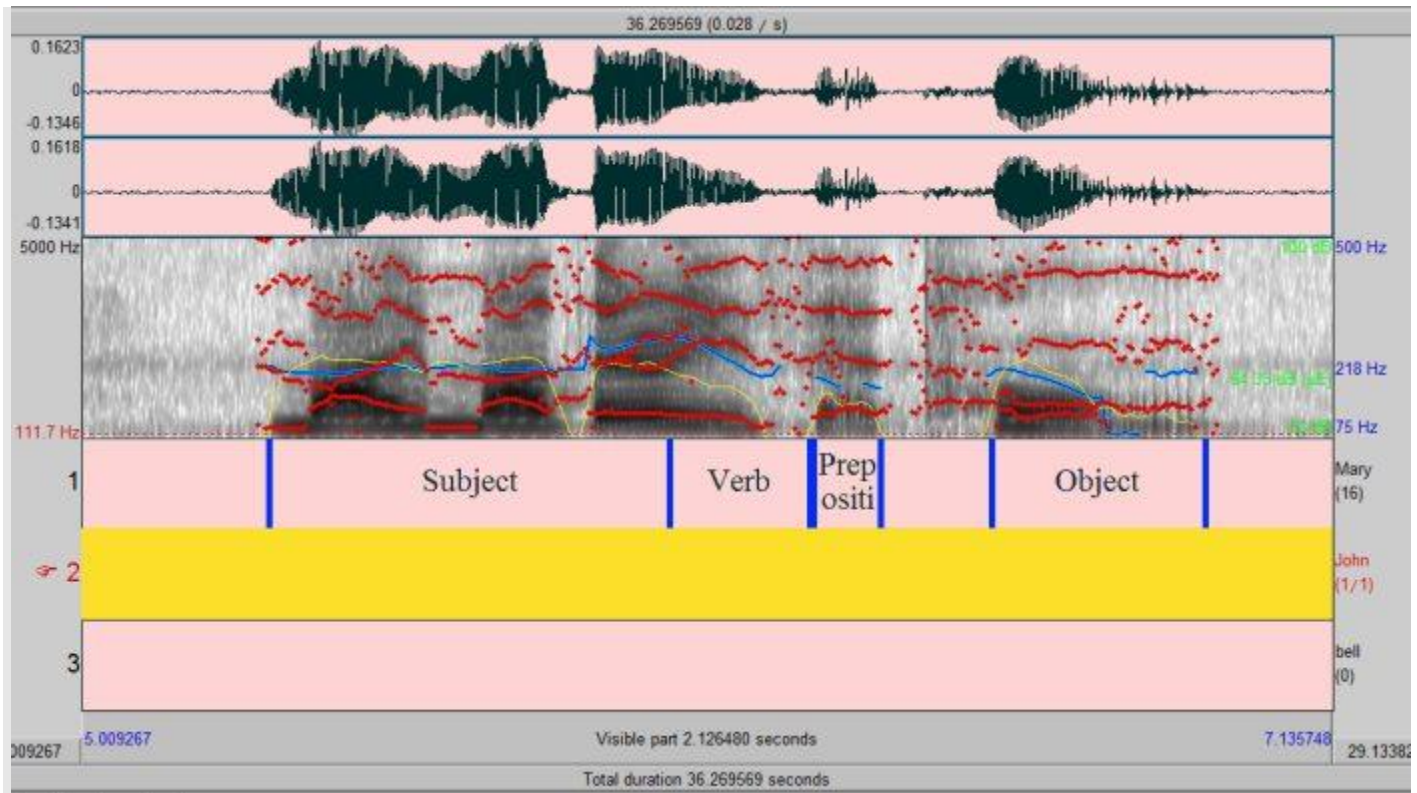 36.269569 (0.028 / s)
0.1623
0
-0.1346
0.1618
0
-0.1341
5000 Hz
500 Hz
218 Hz
111.7 Hz
75 Hz
1
Subject
Verb
Prep
ositi
Object
Mary
(16)
2
John
(1/1)
3
bell
(0)
5.009267
Visible part 2.126480 seconds
7.135748
009267
29.13382
Total duration 36.269569 seconds